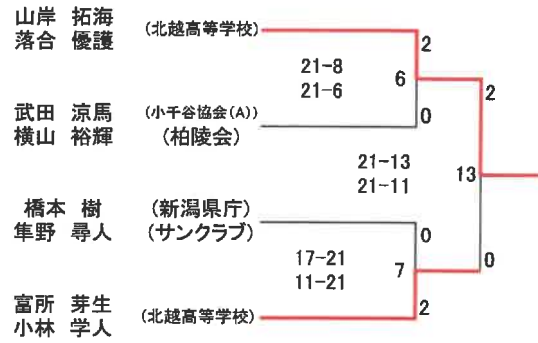 山岸 拓海
落合 優護
(北越高等学校)
2
21-8
21-6
6
2
武田 涼馬
横山 裕輝
(小千谷協会(A))
(柏陵会)
0
21-13
21-11
13
橋本 樹
隼野 尋人
(新潟県庁)
(サンクラブ)
0
17-21
11-21
7
0
富所 芽生
小林 学人
(北越高等学校)
2